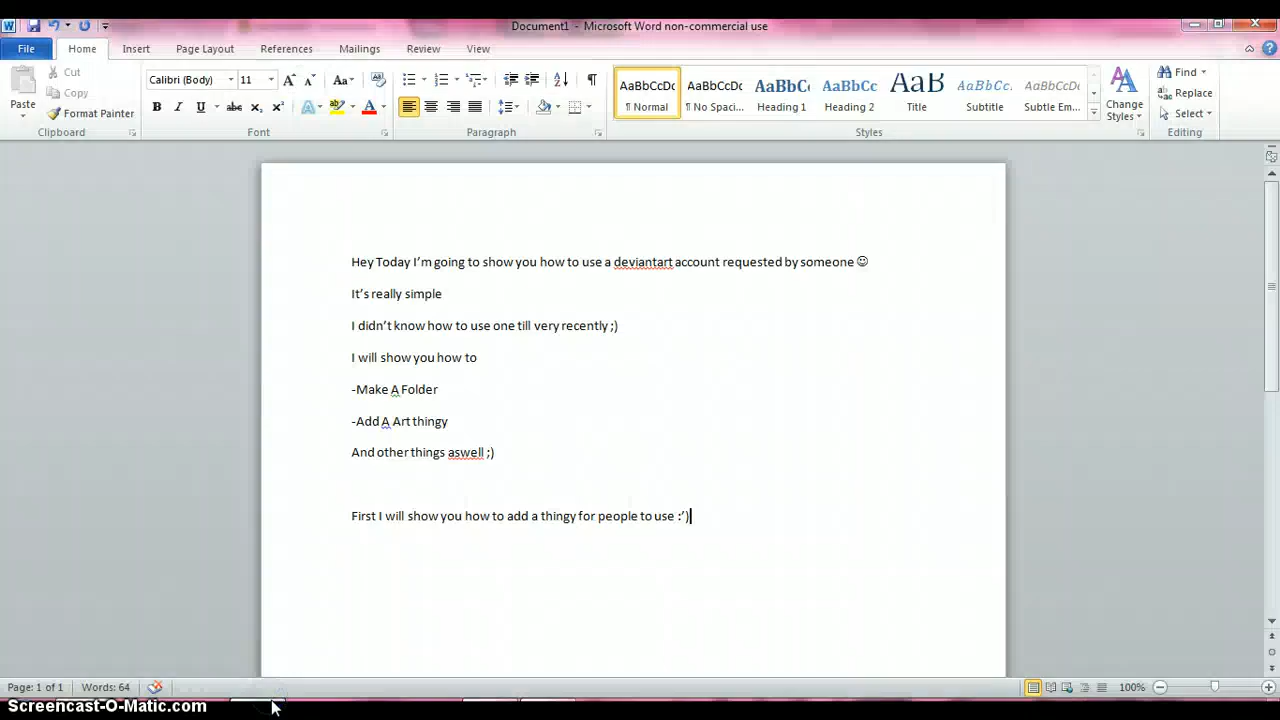 Document1 - Microsoft Word non-commercial use
File Home Insert Page Layout References Mailings Review View
Paste Cut Copy Format Painter Clipboard
Calibri (Body) 11 Font
Paragraph
AaBbCcDc ¶ Normal AaBbCcDc ¶ No Spaci... AaBbCc Heading 1 AaBbCc Heading 2 AaB Title AaBbCc. Subtitle AaBbCcDc Subtle Em... Change Styles Styles
Find Replace Select Editing
Hey Today I’m going to show you how to use a deviantart account requested by someone ☺
It’s really simple
I didn’t know how to use one till very recently ;)
I will show you how to
-Make A Folder
-Add A Art thingy
And other things aswell ;)
First I will show you how to add a thingy for people to use :’)
Page: 1 of 1 Words: 64 100%
Screencast-O-Matic.com